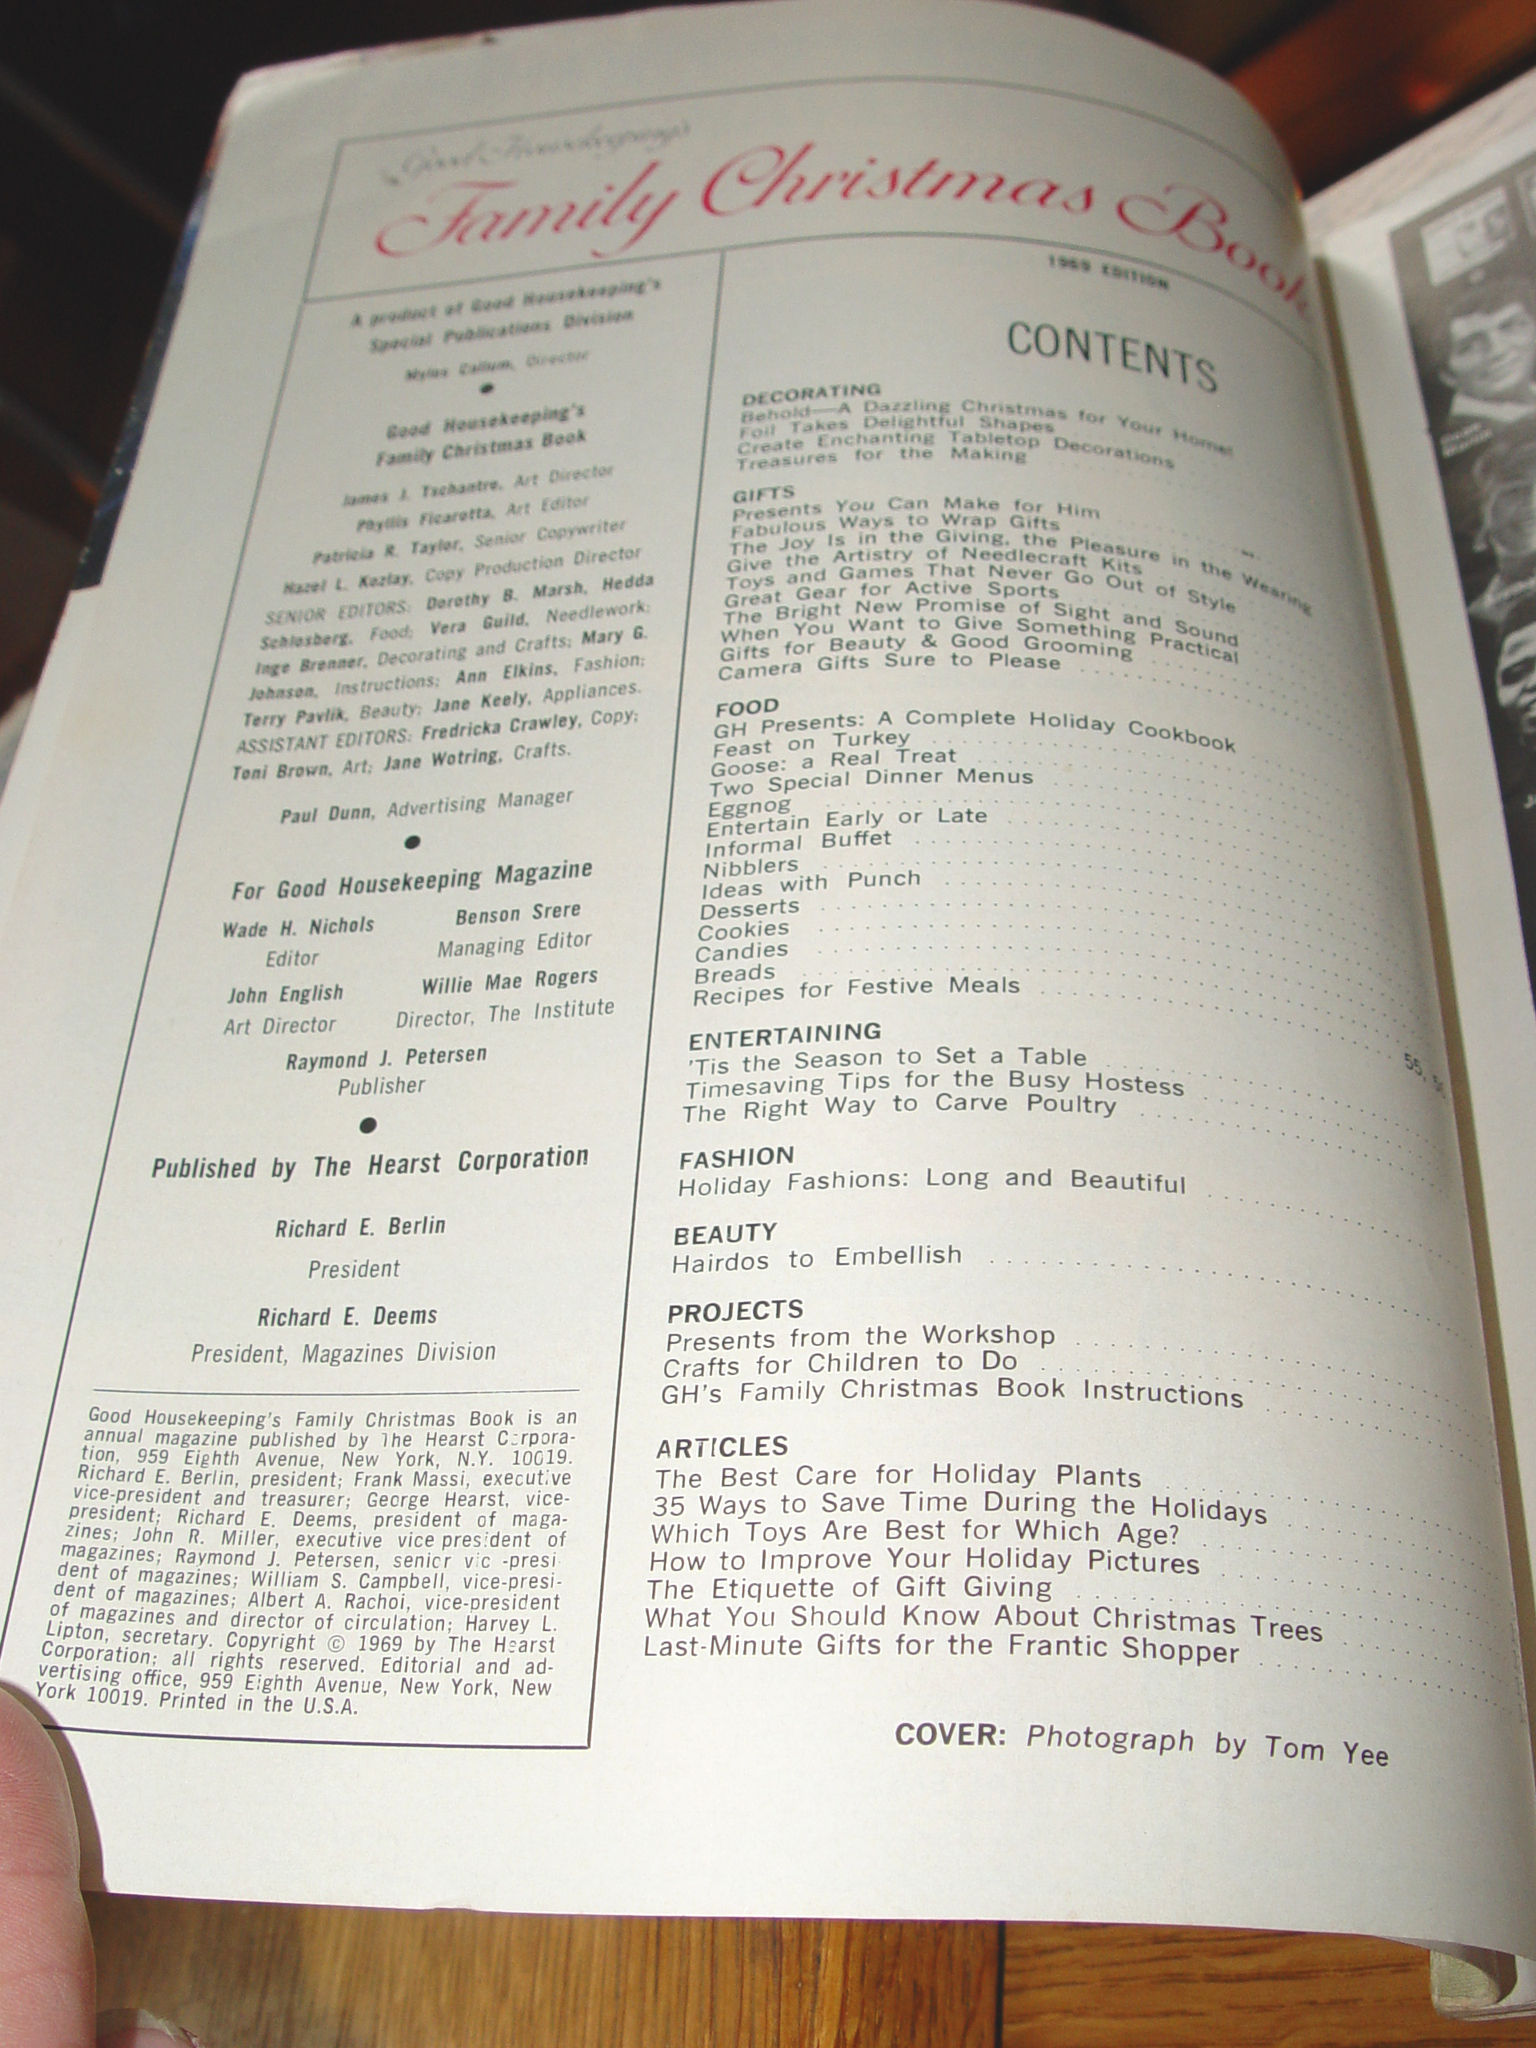 Good Housekeeping's
Family Christmas Book
1969 EDITION
A product of Good Housekeeping's
Special Publications Division
Myles Callum, Director
Good Housekeeping's
Family Christmas Book
James J. Tschantre, Art Director
Phyllis Ficarotta, Art Editor
Patricia R. Taylor, Senior Copywriter
Hazel L. Kozlay, Copy Production Director
SENIOR EDITORS: Dorothy B. Marsh, Hedda
Schlosberg, Food; Vera Guild, Needlework;
Inge Brenner, Decorating and Crafts; Mary G.
Johnson, Instructions; Ann Elkins, Fashion;
Terry Pavlik, Beauty; Jane Keely, Appliances.
ASSISTANT EDITORS: Fredricka Crawley, Copy;
Toni Brown, Art; Jane Wotring, Crafts.
Paul Dunn, Advertising Manager
For Good Housekeeping Magazine
Wade H. Nichols Benson Srere
Editor Managing Editor
John English Willie Mae Rogers
Art Director Director, The Institute
Raymond J. Petersen
Publisher
Published by The Hearst Corporation
Richard E. Berlin
President
Richard E. Deems
President, Magazines Division
Good Housekeeping's Family Christmas Book is an
annual magazine published by The Hearst Corpora-
tion, 959 Eighth Avenue, New York, N.Y. 10019.
Richard E. Berlin, president; Frank Massi, executive
vice-president and treasurer; George Hearst, vice-
president; Richard E. Deems, president of maga-
zines; John R. Miller, executive vice president of
magazines; Raymond J. Petersen, senior vic -presi
dent of magazines; William S. Campbell, vice-presi-
dent of magazines; Albert A. Rachoi, vice-president
of magazines and director of circulation; Harvey L.
Lipton, secretary. Copyright © 1969 by The Hearst
Corporation; all rights reserved. Editorial and ad-
vertising office, 959 Eighth Avenue, New York, New
York 10019. Printed in the U.S.A.
CONTENTS
DECORATING
Behold—A Dazzling Christmas for Your Home!
Foil Takes Delightful Shapes
Create Enchanting Tabletop Decorations
Treasures for the Making
GIFTS
Presents You Can Make for Him
Fabulous Ways to Wrap Gifts
The Joy Is in the Giving, the Pleasure in the Wearing
Give the Artistry of Needlecraft Kits
Toys and Games That Never Go Out of Style
Great Gear for Active Sports
The Bright New Promise of Sight and Sound
When You Want to Give Something Practical
Gifts for Beauty & Good Grooming
Camera Gifts Sure to Please
FOOD
GH Presents: A Complete Holiday Cookbook
Feast on Turkey
Goose: a Real Treat
Two Special Dinner Menus
Eggnog
Entertain Early or Late
Informal Buffet
Nibblers
Ideas with Punch
Desserts
Cookies
Candies
Breads
Recipes for Festive Meals
ENTERTAINING
'Tis the Season to Set a Table 55,
Timesaving Tips for the Busy Hostess
The Right Way to Carve Poultry
FASHION
Holiday Fashions: Long and Beautiful
BEAUTY
Hairdos to Embellish
PROJECTS
Presents from the Workshop
Crafts for Children to Do
GH's Family Christmas Book Instructions
ARTICLES
The Best Care for Holiday Plants
35 Ways to Save Time During the Holidays
Which Toys Are Best for Which Age?
How to Improve Your Holiday Pictures
The Etiquette of Gift Giving
What You Should Know About Christmas Trees
Last-Minute Gifts for the Frantic Shopper
COVER: Photograph by Tom Yee